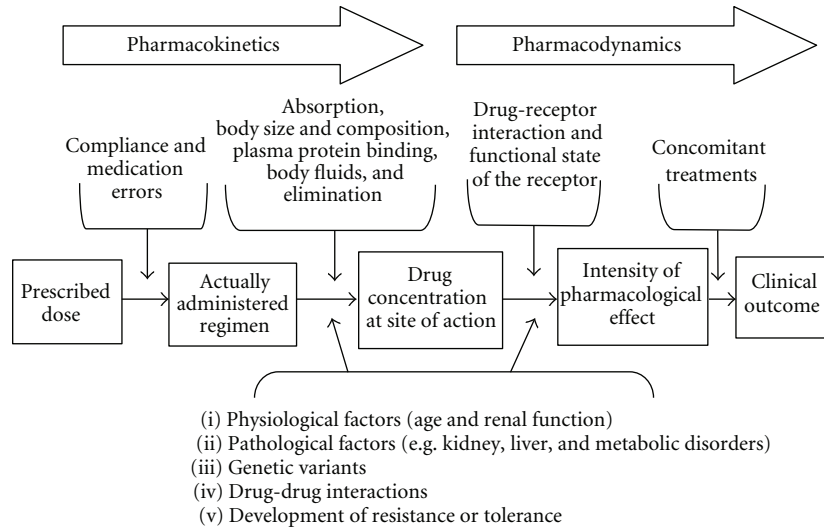 Pharmacokinetics
Pharmacodynamics
Compliance and
medication
errors
Absorption,
body size and composition,
plasma protein binding,
body fluids, and
elimination
Drug-receptor
interaction and
functional state
of the receptor
Concomitant
treatments
Prescribed
dose
Actually
administered
regimen
Drug
concentration
at site of action
Intensity of
pharmacological
effect
Clinical
outcome
(i) Physiological factors (age and renal function)
(ii) Pathological factors (e.g. kidney, liver, and metabolic disorders)
(iii) Genetic variants
(iv) Drug-drug interactions
(v) Development of resistance or tolerance